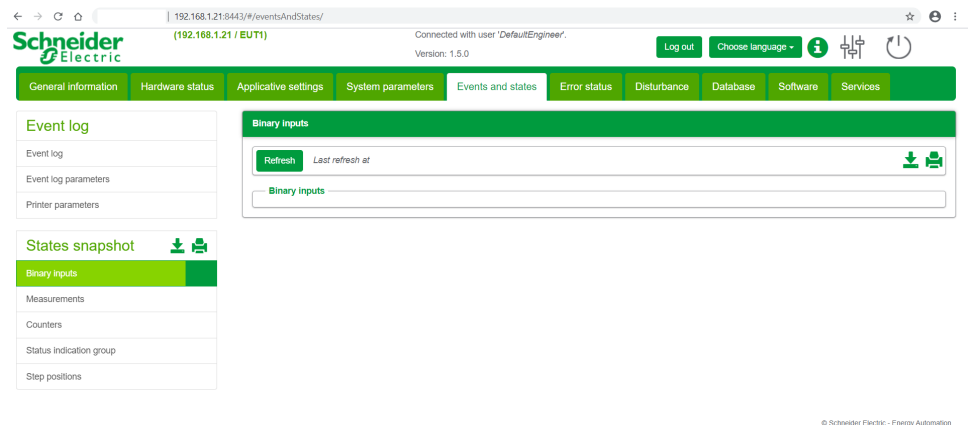 192.168.1.21:8443/#/eventsAndStates/
Schneider
Electric
(192.168.1.21 / EUT1)
Connected with user 'DefaultEngineer'.
Version: 1.5.0
Log out
Choose language
General information
Hardware status
Applicative settings
System parameters
Events and states
Error status
Disturbance
Database
Software
Services
Event log
Event log
Event log parameters
Printer parameters
States snapshot
Binary inputs
Measurements
Counters
Status indication group
Step positions
Binary inputs
Refresh
Last refresh at
Binary inputs
© Schneider Electric - Energy Automation